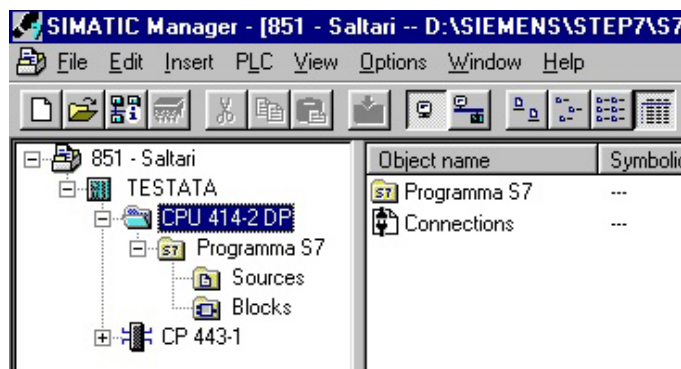 SIMATIC Manager - [851 - Saltari -- D:\SIEMENS\STEP7\S7
File Edit Insert PLC View Options Window Help
851 - Saltari
TESTATA
CPU 414-2 DP
Programma S7
Sources
Blocks
CP 443-1
Object name Symbolic
Programma S7 ---
Connections ---